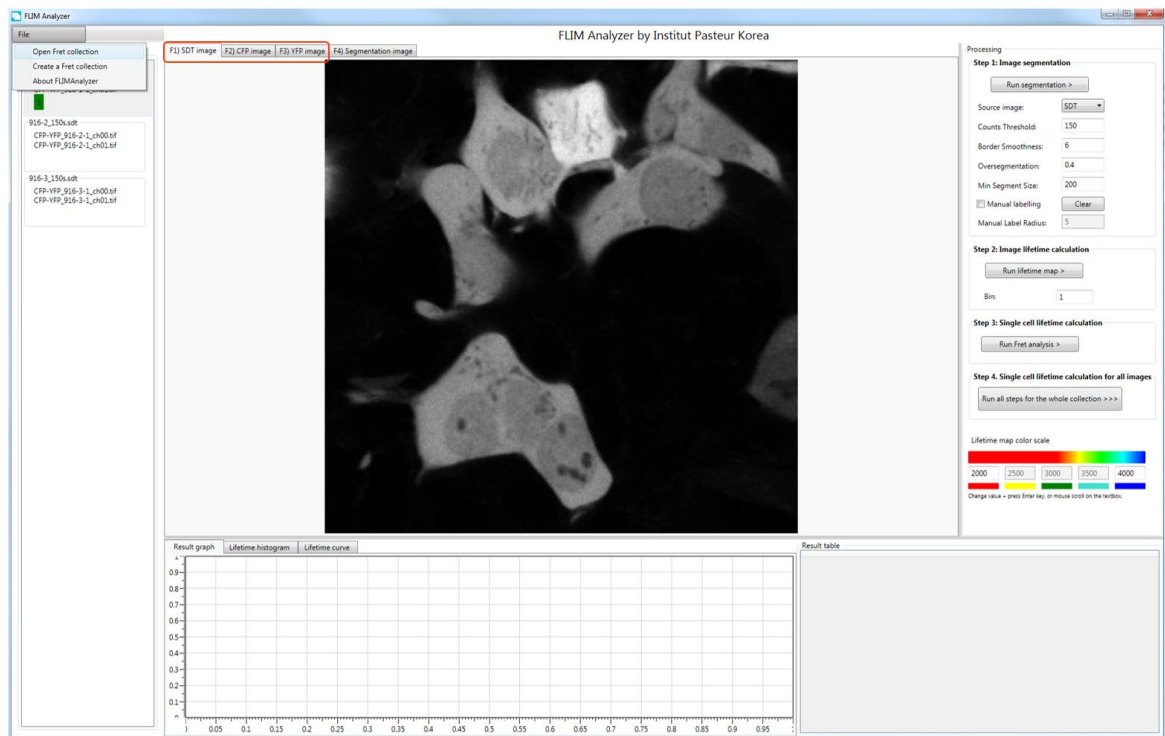 FLIM Analyzer
File
FLIM Analyzer by Institut Pasteur Korea
Open Fret collection
Create a Fret collection
About FLIMAnalyzer
S
916-2_150s.sdt
CFP-YFP_916-2-1_ch00.tif
CFP-YFP_916-2-1_ch01.tif
916-3_150s.sdt
CFP-YFP_916-3-1_ch00.tif
CFP-YFP_916-3-1_ch01.tif
F1) SDT image F2) CFP image F3) YFP image F4) Segmentation image
Processing
Step 1: Image segmentation
Run segmentation >
Source image: SDT
Counts Threshold: 150
Border Smoothness: 6
Oversegmentation: 0.4
Min Segment Size: 200
Manual labelling Clear
Manual Label Radius: 5
Step 2: Image lifetime calculation
Run lifetime map >
Bin: 1
Step 3: Single cell lifetime calculation
Run Fret analysis >
Step 4. Single cell lifetime calculation for all images
Run all steps for the whole collection >>>
Lifetime map color scale
2000 2500 3000 3500 4000
Change value + press Enter key, or mouse scroll on the textbox.
Result graph Lifetime histogram Lifetime curve
0.9
0.8
0.7
0.6
0.5
0.4
0.3
0.2
0.1
0.05 0.1 0.15 0.2 0.25 0.3 0.35 0.4 0.45 0.5 0.55 0.6 0.65 0.7 0.75 0.8 0.85 0.9 0.95
Result table